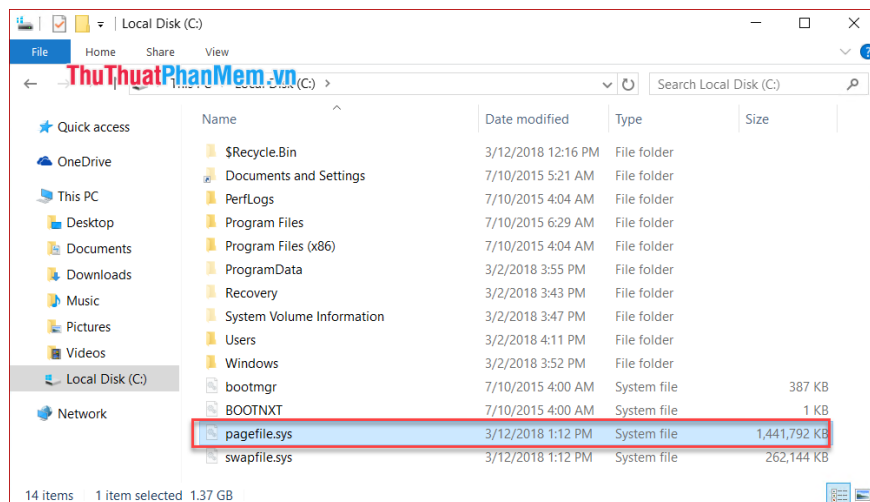 Local Disk (C:)
File Home Share View
ThuThuatPhanMem.vn
This PC Local Disk (C:) > Search Local Disk (C:)
Name Date modified Type Size
Quick access
OneDrive
This PC
Desktop
Documents
Downloads
Music
Pictures
Videos
Local Disk (C:)
Network
$Recycle.Bin 3/12/2018 12:16 PM File folder
Documents and Settings 7/10/2015 5:21 AM File folder
PerfLogs 7/10/2015 4:04 AM File folder
Program Files 7/10/2015 6:29 AM File folder
Program Files (x86) 7/10/2015 4:04 AM File folder
ProgramData 3/2/2018 3:55 PM File folder
Recovery 3/2/2018 3:43 PM File folder
System Volume Information 3/2/2018 3:47 PM File folder
Users 3/2/2018 4:11 PM File folder
Windows 3/2/2018 3:52 PM File folder
bootmgr 7/10/2015 4:00 AM System file 387 KB
BOOTNXT 7/10/2015 4:00 AM System file 1 KB
pagefile.sys 3/12/2018 1:12 PM System file 1,441,792 KB
swapfile.sys 3/12/2018 1:12 PM System file 262,144 KB
14 items 1 item selected 1.37 GB